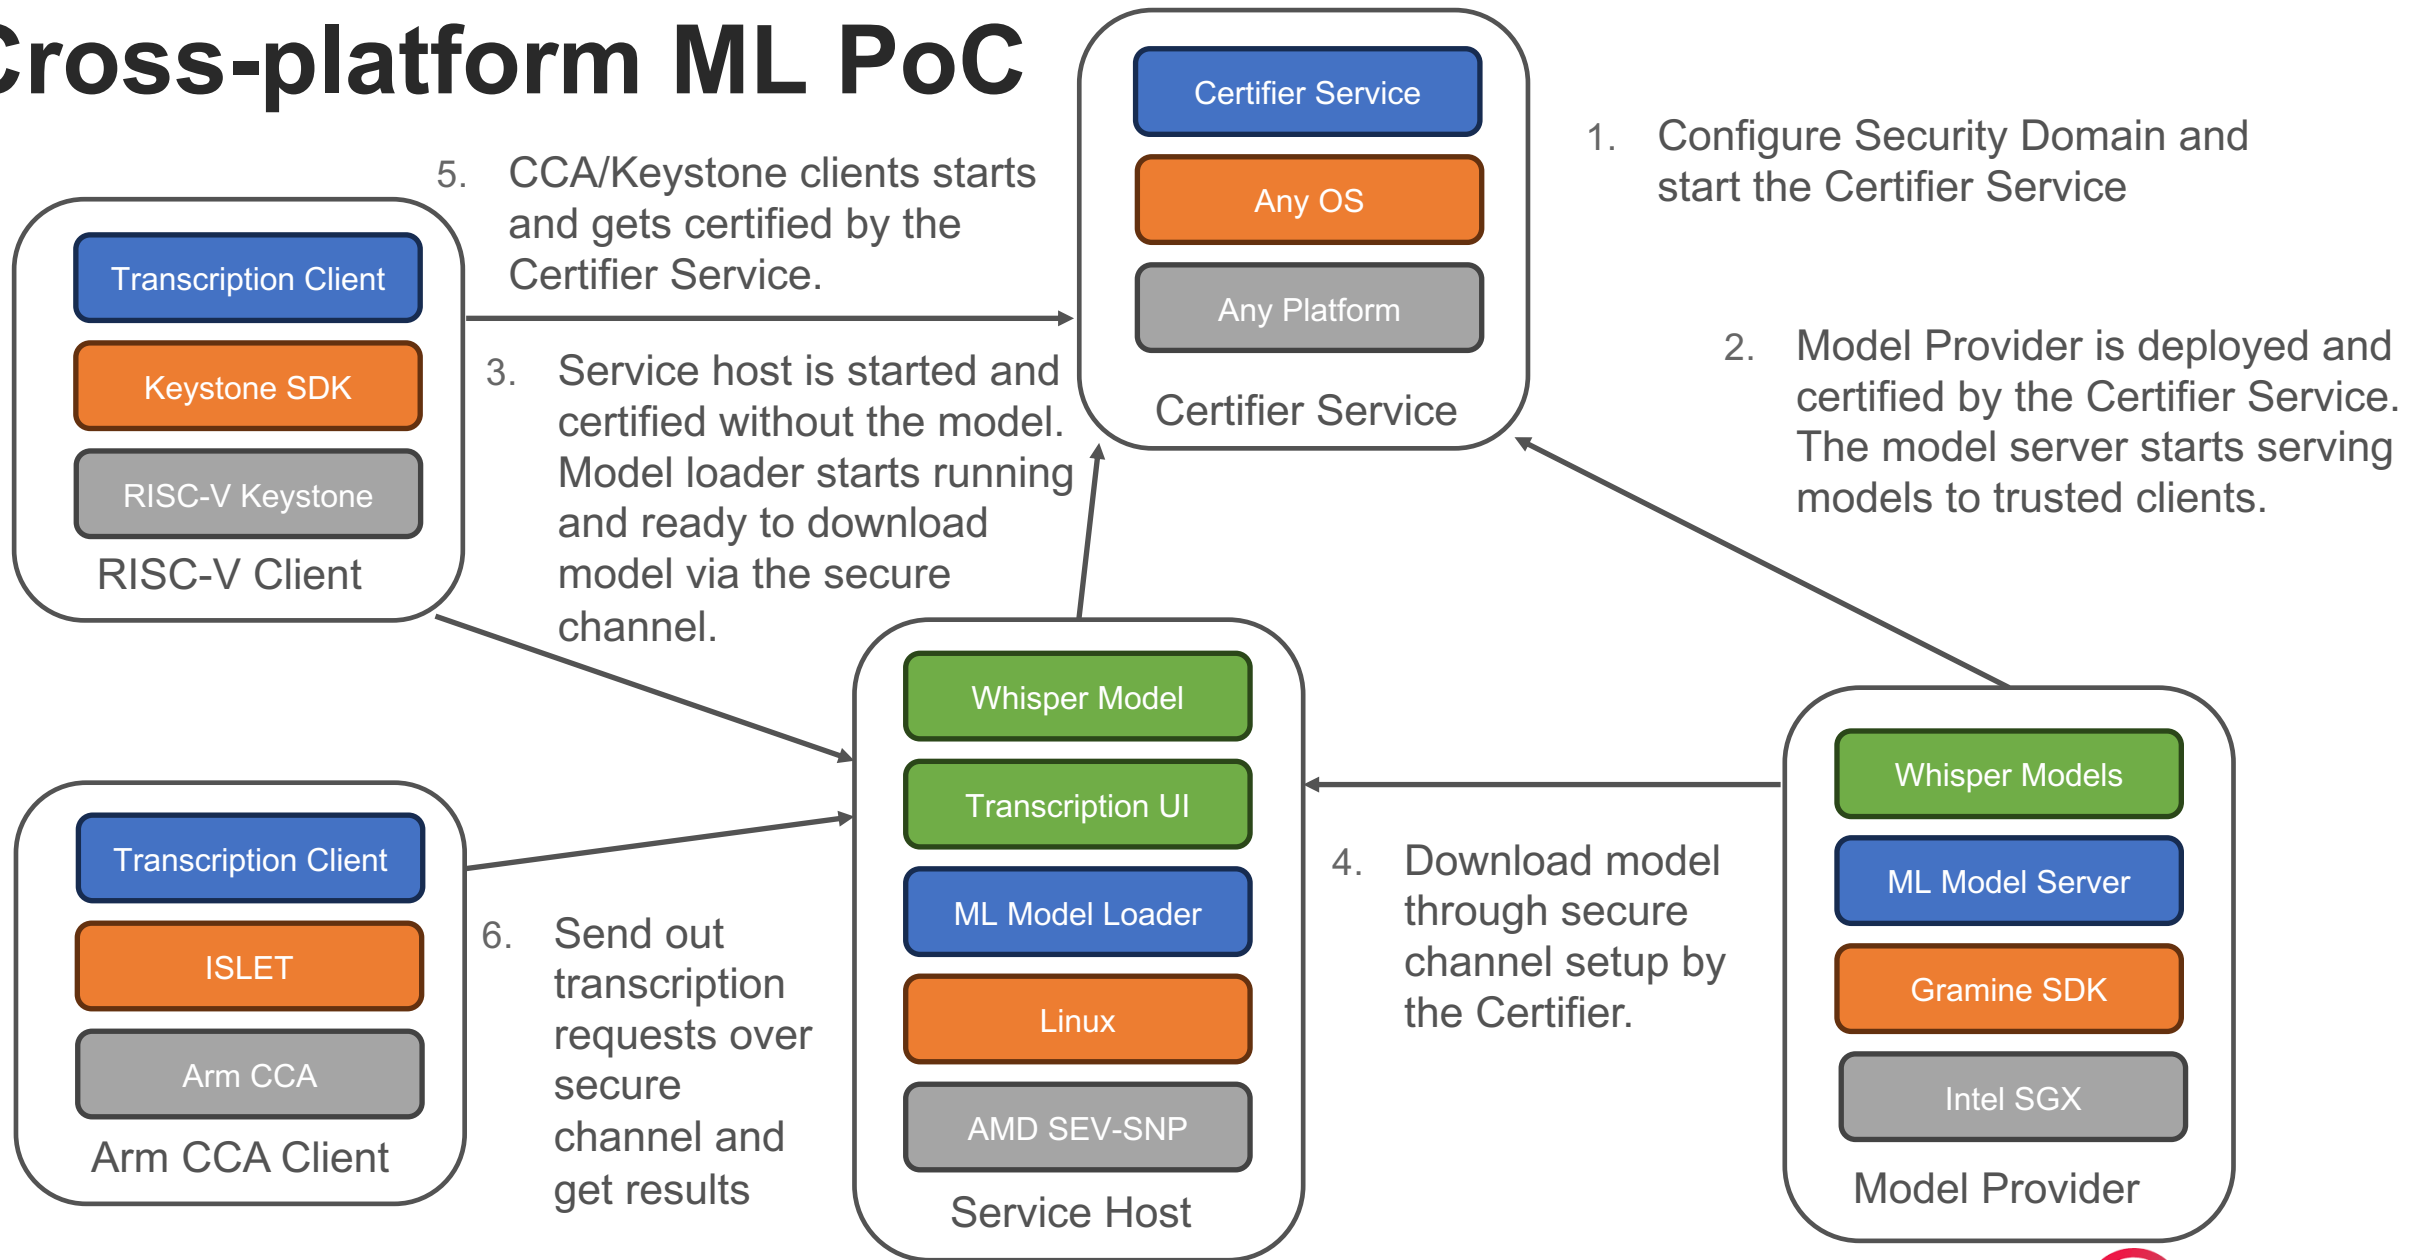 Cross-platform ML PoC
Certifier Service
Any OS
Any Platform
Certifier Service
1. Configure Security Domain and
start the Certifier Service
2. Model Provider is deployed and
certified by the Certifier Service.
The model server starts serving
models to trusted clients.
5. CCA/Keystone clients starts
and gets certified by the
Certifier Service.
Transcription Client
Keystone SDK
RISC-V Keystone
RISC-V Client
3. Service host is started and
certified without the model.
Model loader starts running
and ready to download
model via the secure
channel.
Transcription Client
ISLET
Arm CCA
Arm CCA Client
6. Send out
transcription
requests over
secure
channel and
get results
Whisper Model
Transcription UI
ML Model Loader
Linux
AMD SEV-SNP
Service Host
4. Download model
through secure
channel setup by
the Certifier.
Whisper Models
ML Model Server
Gramine SDK
Intel SGX
Model Provider